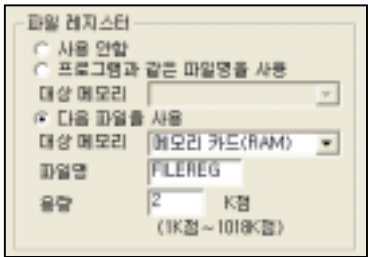 파일 레지스터
사용 안함
프로그램과 같은 파일명을 사용
대상 메모리
다음 파일을 사용
대상 메모리 메모리 카드(RAM)
파일명 FILEREG
용량 2 K점
(1K점~1018K점)